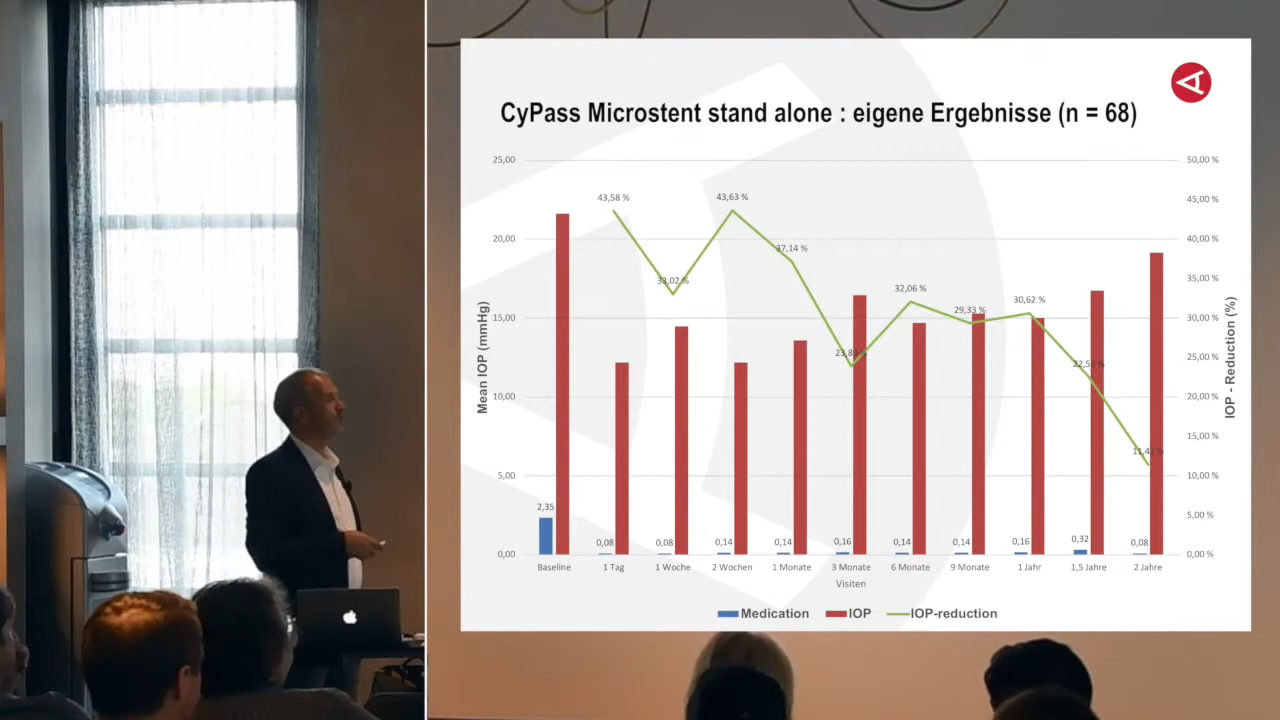 CyPass Microstent stand alone : eigene Ergebnisse (n = 68)
25,00
20,00
15,00
10,00
5,00
0,00
Mean IOP (mmHg)
50,00 %
45,00 %
40,00 %
35,00 %
30,00 %
25,00 %
20,00 %
15,00 %
10,00 %
5,00 %
0,00 %
IOP - Reduction (%)
43,58 %
33,02 %
43,63 %
37,14 %
32,06 %
29,33 %
30,62 %
22,52 %
2,35
0,08
0,08
0,14
0,14
0,16
0,14
0,14
0,16
0,32
0,08
Baseline
1 Tag
1 Woche
2 Wochen
1 Monate
3 Monate
6 Monate
9 Monate
1 Jahr
1,5 Jahre
2 Jahre
Visiten
Medication
IOP
IOP-reduction